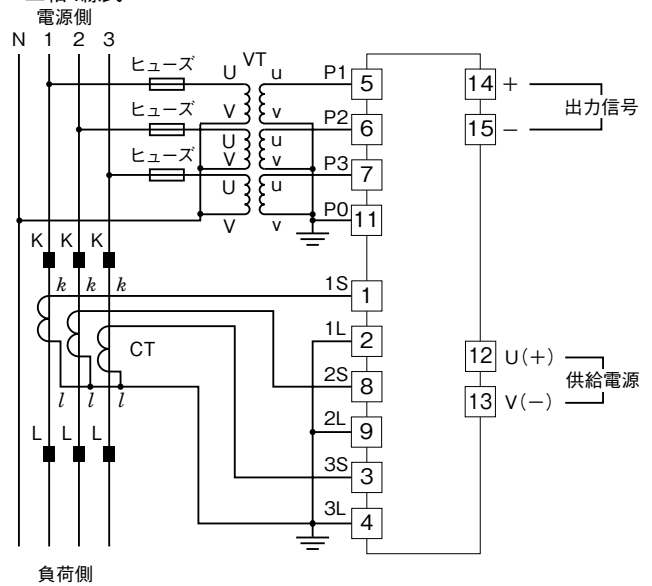 電源側
N 1 2 3
ヒューズ
U VT u P1 5
V v
14 +
出力信号
15 −
ヒューズ
U u P2 6
V v
ヒューズ
U u P3 7
V v
P0 11
K K K
k k k
1S 1
CT
1L 2
2S 8
l l l
2L 9
L L L
3S 3
3L 4
12 U(+)
供給電源
13 V(−)
負荷側